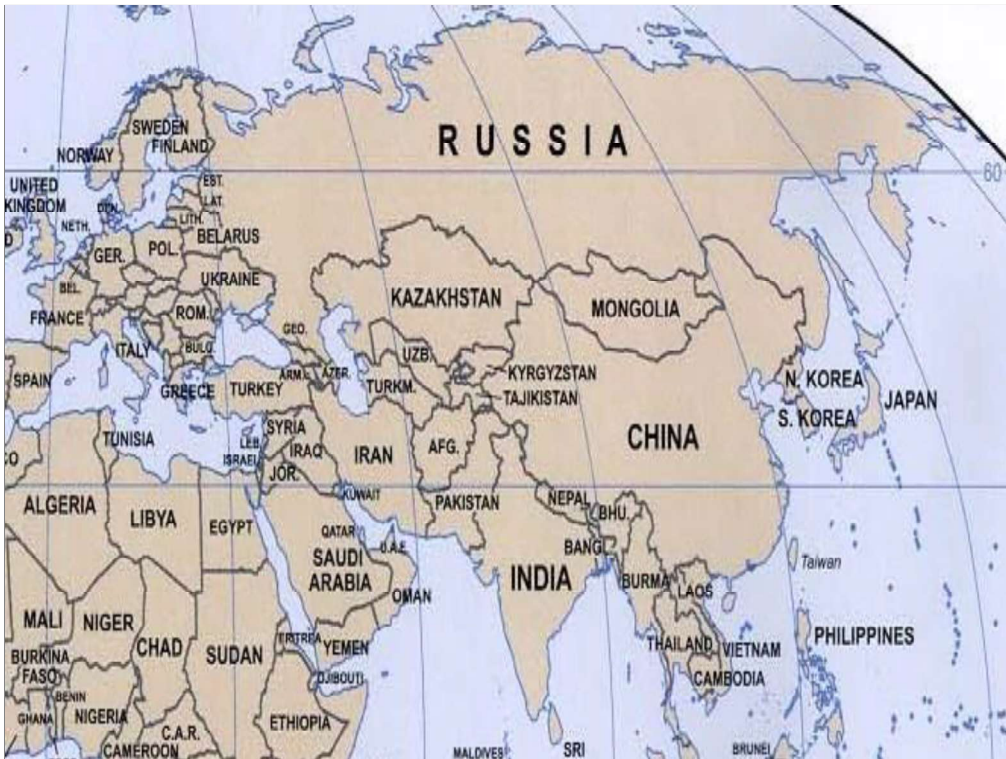 RUSSIA
SWEDEN
FINLAND
NORWAY
60
UNITED
KINGDOM
DEN.
EST.
LAT.
LITH.
NETH.
BELARUS
GER.
POL.
BEL.
UKRAINE
KAZAKHSTAN
MONGOLIA
FRANCE
ROM.
GEO.
ITALY
BULG.
UZB.
KYRGYZSTAN
N. KOREA
SPAIN
GREECE
TURKEY
ARM.
AZER.
TURKM.
TAJIKISTAN
JAPAN
S. KOREA
TUNISIA
SYRIA
LEB.
ISRAEL
IRAQ
IRAN
AFG.
CHINA
CO
JOR.
ALGERIA
LIBYA
EGYPT
KUWAIT
PAKISTAN
NEPAL
BHU.
QATAR
U.A.E.
SAUDI
ARABIA
BANG.
INDIA
BURMA
LAOS
Taiwan
OMAN
MALI
NIGER
CHAD
SUDAN
ERITREA
YEMEN
THAILAND
VIETNAM
PHILIPPINES
BURKINA
FASO
DJIBOUTI
CAMBODIA
BENIN
GHANA
NIGERIA
C.A.R.
ETHIOPIA
CAMEROON
MALDIVES
SRI
BRUNEI